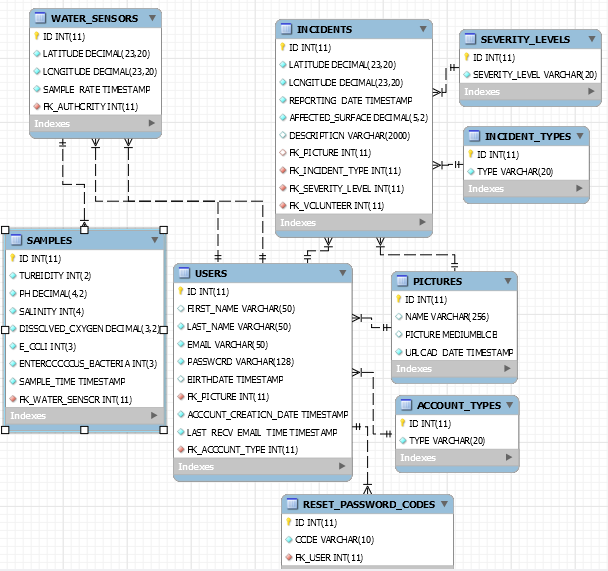 WATER_SENSORS
ID INT(11)
LATITUDE DECIMAL(23,20)
LONGITUDE DECIMAL(23,20)
SAMPLE_RATE TIMESTAMP
FK_AUTHORITY INT(11)
Indexes
INCIDENTS
ID INT(11)
LATITUDE DECIMAL(23,20)
LONGITUDE DECIMAL(23,20)
REPORTING_DATE TIMESTAMP
AFFECTED_SURFACE DECIMAL(5,2)
DESCRIPTION VARCHAR(2000)
FK_PICTURE INT(11)
FK_INCIDENT_TYPE INT(11)
FK_SEVERITY_LEVEL INT(11)
FK_VOLUNTEER INT(11)
Indexes
SEVERITY_LEVELS
ID INT(11)
SEVERITY_LEVEL VARCHAR(20)
Indexes
INCIDENT_TYPES
ID INT(11)
TYPE VARCHAR(20)
Indexes
SAMPLES
ID INT(11)
TURBIDITY INT(2)
PH DECIMAL(4,2)
SALINITY INT(4)
DISSOLVED_OXYGEN DECIMAL(3,2)
E_COLI INT(3)
ENTEROCOCCUS_BACTERIA INT(3)
SAMPLE_TIME TIMESTAMP
FK_WATER_SENSOR INT(11)
Indexes
USERS
ID INT(11)
FIRST_NAME VARCHAR(50)
LAST_NAME VARCHAR(50)
EMAIL VARCHAR(50)
PASSWORD VARCHAR(128)
BIRTHDATE TIMESTAMP
FK_PICTURE INT(11)
ACCOUNT_CREATION_DATE TIMESTAMP
LAST_RECV_EMAIL_TIME TIMESTAMP
FK_ACCOUNT_TYPE INT(11)
Indexes
PICTURES
ID INT(11)
NAME VARCHAR(256)
PICTURE MEDIUMBLOB
UPLOAD_DATE TIMESTAMP
Indexes
ACCOUNT_TYPES
ID INT(11)
TYPE VARCHAR(20)
Indexes
RESET_PASSWORD_CODES
ID INT(11)
CODE VARCHAR(10)
FK_USER INT(11)
Indexes